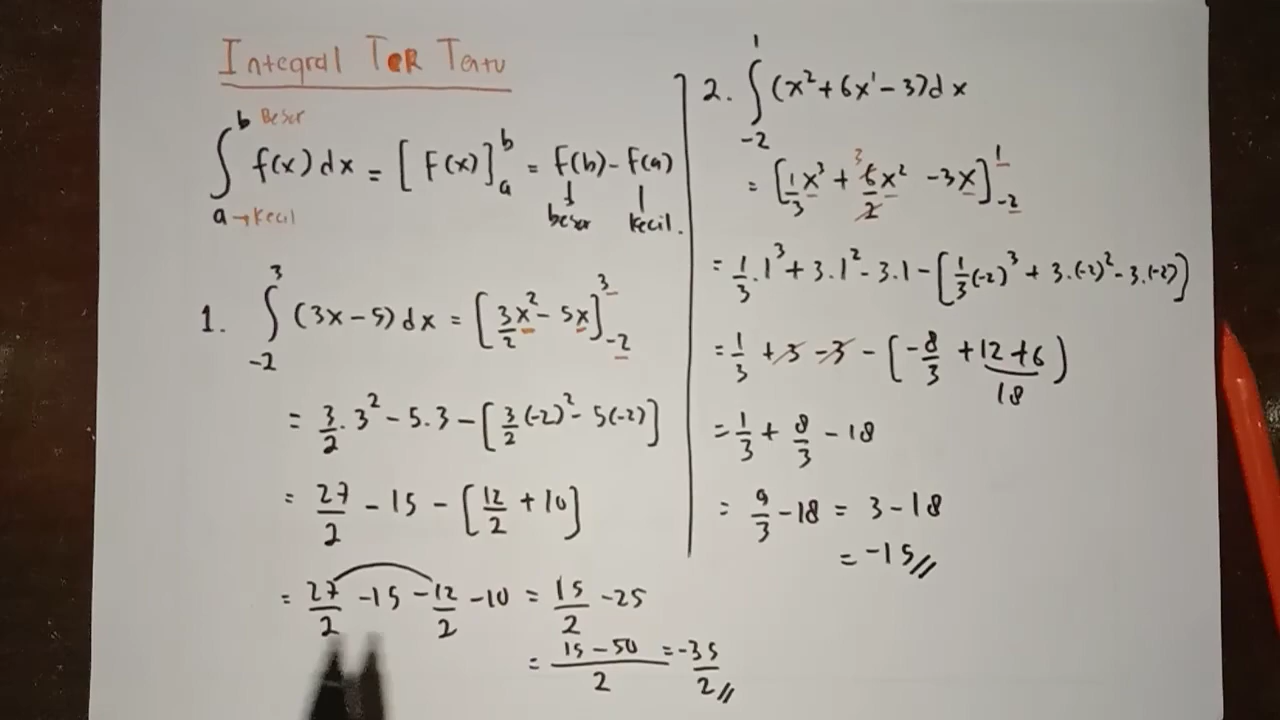 Integral TeR Tentu
b Besar
∫ f(x) dx = [F(x)]ᵇₐ = F(b) - F(a)
a → Kecil
besar kecil.
1. ∫₋₂³ (3x - 5) dx = [3/2 x² - 5x]³₋₂
= 3/2 . 3² - 5.3 - [3/2 (-2)² - 5(-2)]
= 27/2 - 15 - [12/2 + 10]
= 27/2 - 15 - 12/2 - 10 = 15/2 - 25
= (15 - 50)/2 = -35/2 //
2. ∫₋₂¹ (x² + 6x¹ - 3) dx
= [1/3 x³ + 6/2 x² - 3x]¹₋₂
3
= 1/3 . 1³ + 3.1² - 3.1 - [1/3 (-2)³ + 3.(-2)² - 3.(-2)]
= 1/3 + 3 - 3 - [-8/3 + 12 + 6)
18
= 1/3 + 8/3 - 18
= 9/3 - 18 = 3 - 18
= -15 //